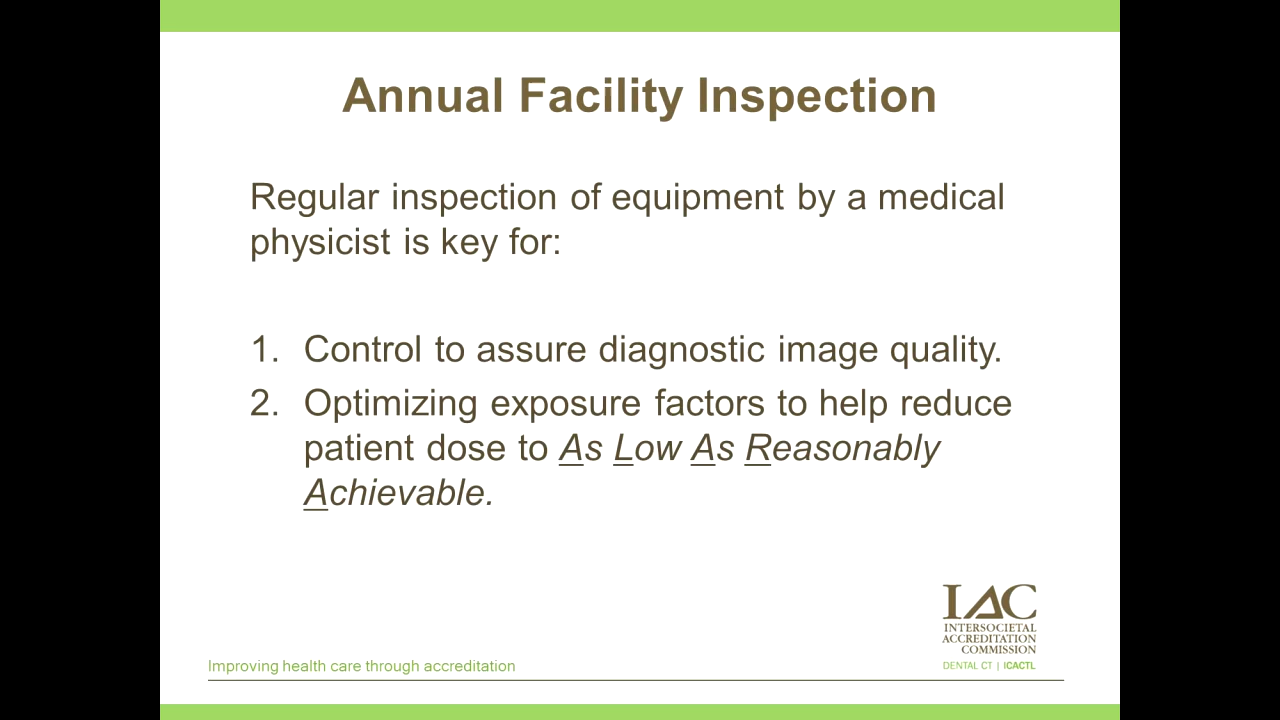 Annual Facility Inspection
Regular inspection of equipment by a medical
physicist is key for:
1. Control to assure diagnostic image quality.
2. Optimizing exposure factors to help reduce
patient dose to As Low As Reasonably
Achievable.
IAC
INTERSOCIETAL
ACCREDITATION
COMMISSION
DENTAL CT | ICACTL
Improving health care through accreditation